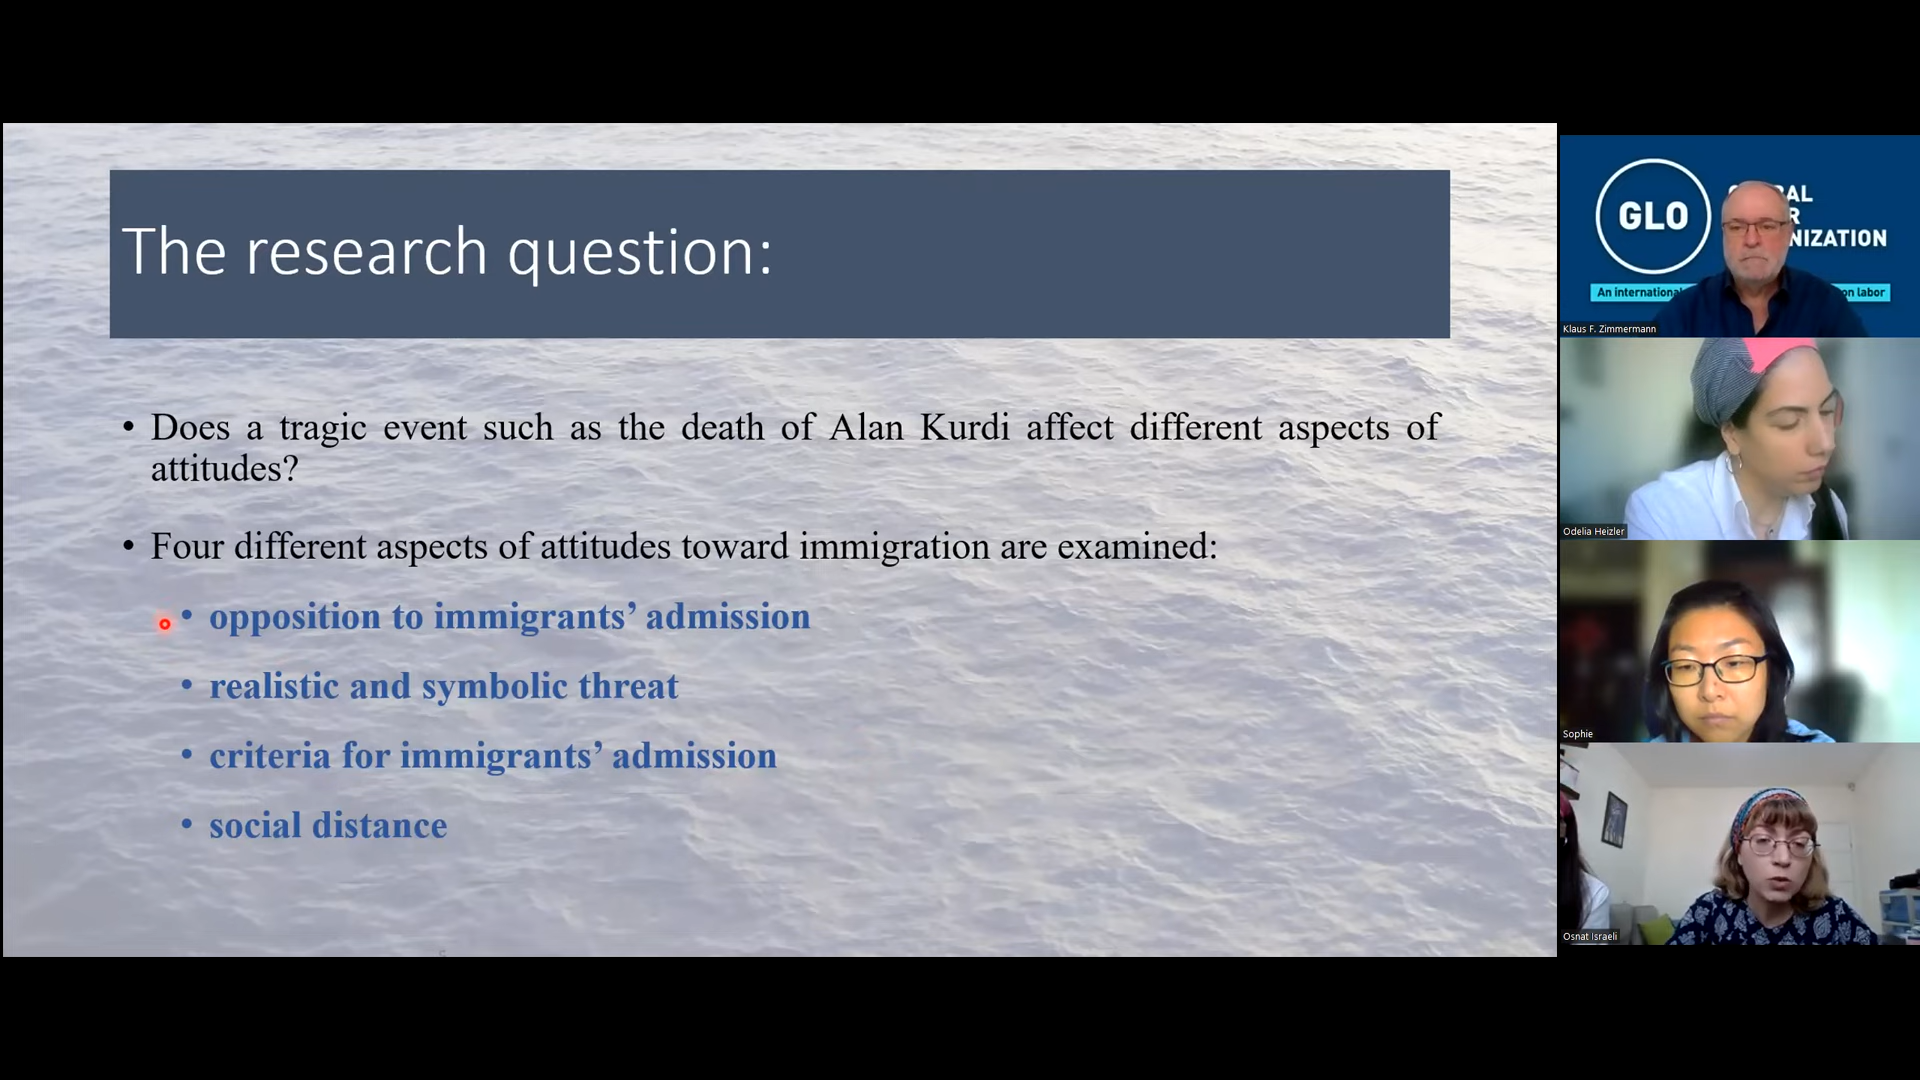 The research question:
• Does a tragic event such as the death of Alan Kurdi affect different aspects of
attitudes?
• Four different aspects of attitudes toward immigration are examined:
• opposition to immigrants’ admission
• realistic and symbolic threat
• criteria for immigrants’ admission
• social distance
GLO
An international
on labor
NIZATION
Klaus F. Zimmermann
Odelia Heizler
Sophie
Osnat Israeli